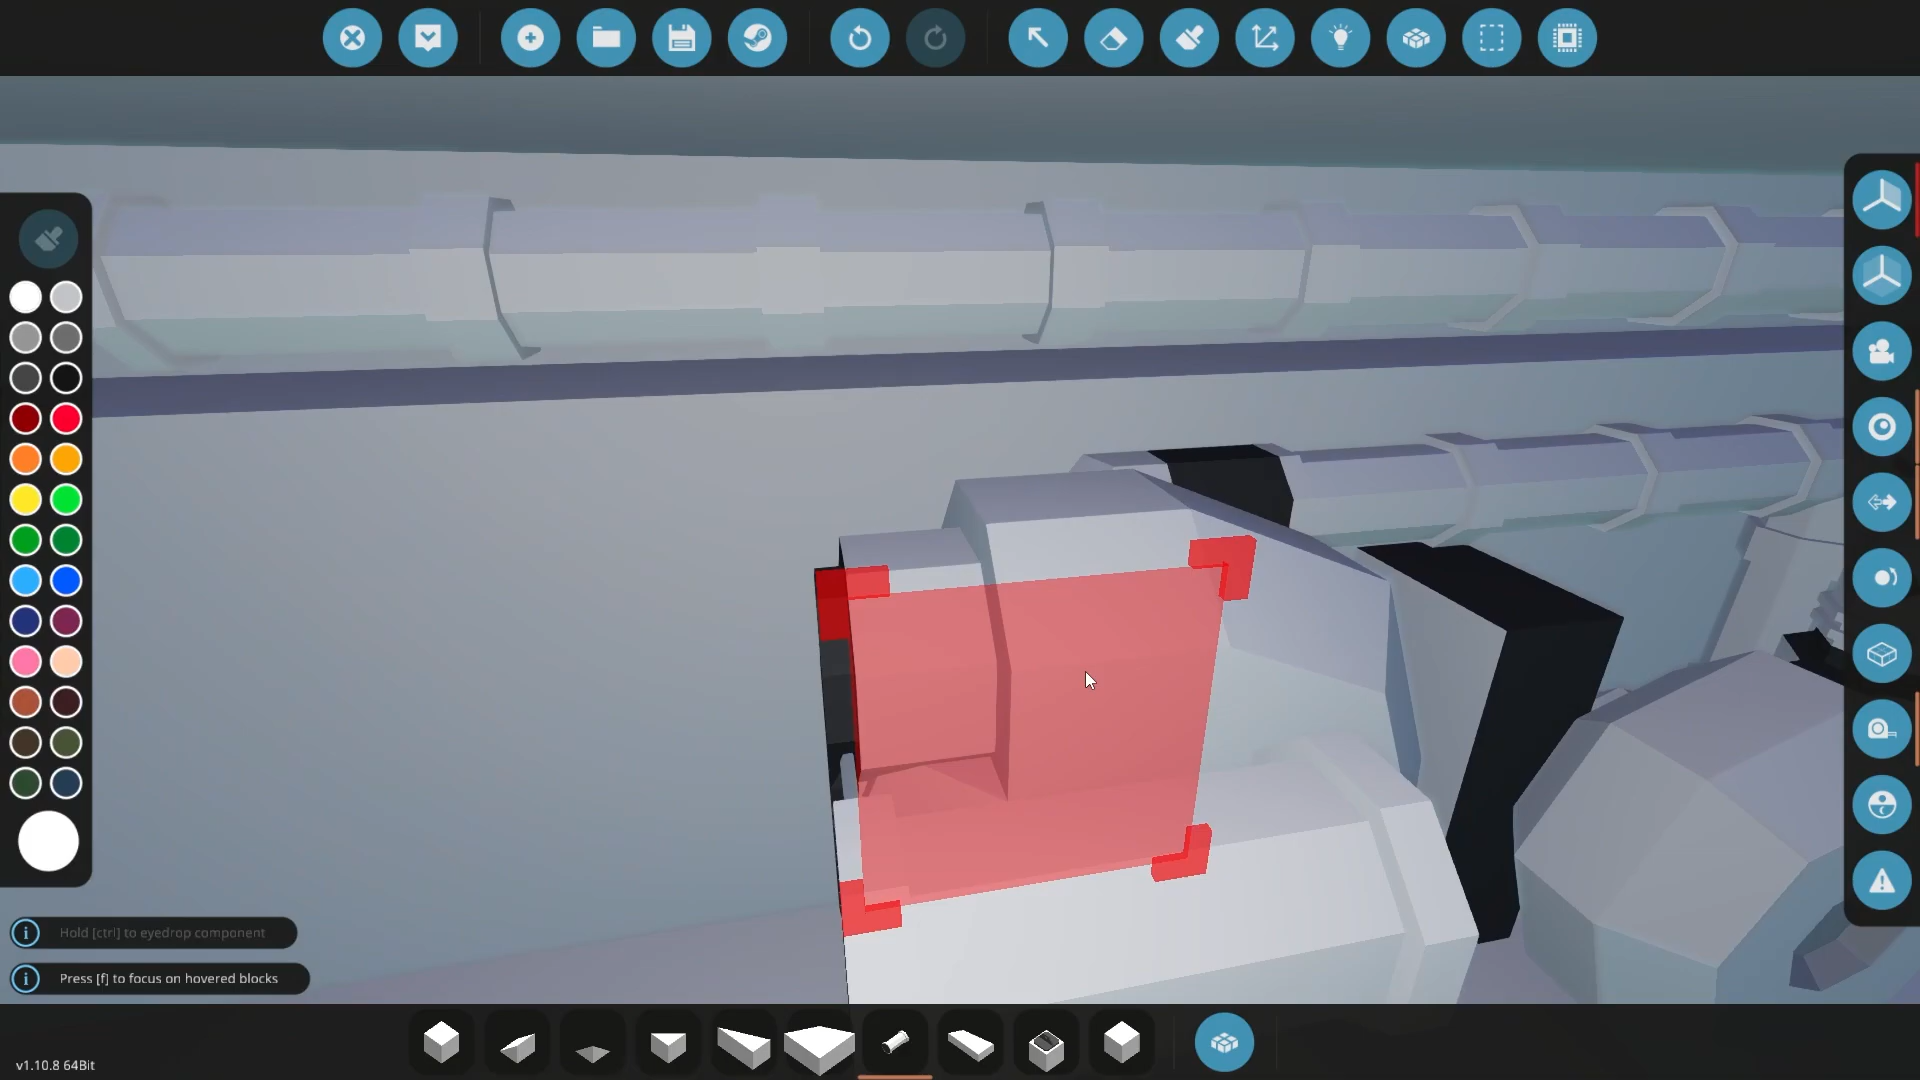 Hold [ctrl] to eyedrop component
Press [f] to focus on hovered blocks
v1.10.8 64Bit